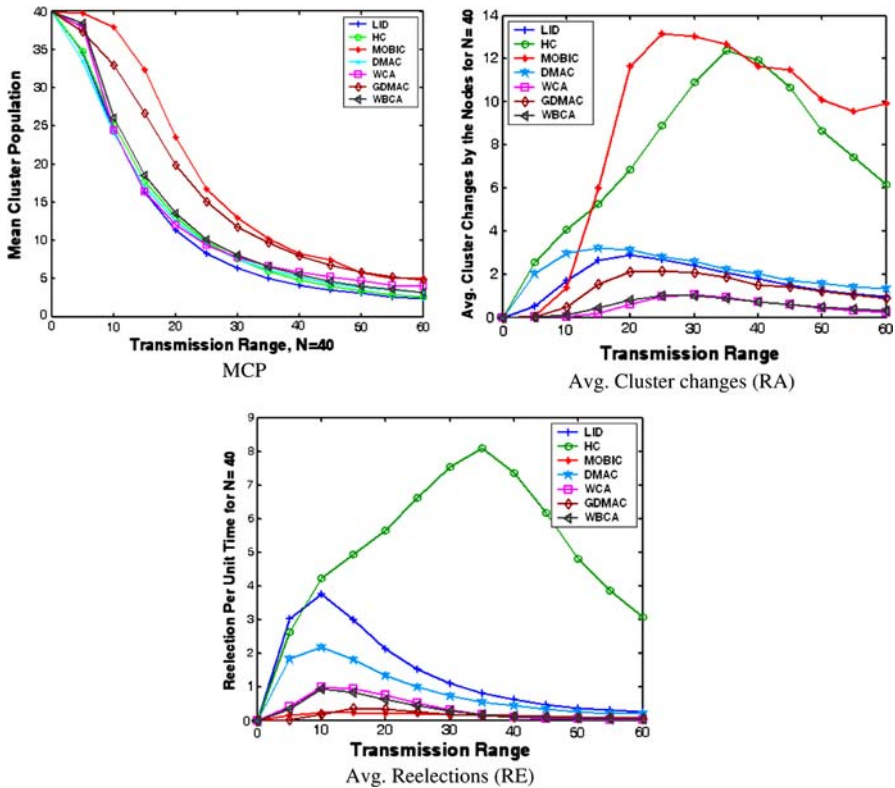 Mean Cluster Population
40
35
30
25
20
15
10
5
0
0 10 20 30 40 50 60
Transmission Range, N=40
LID
HC
MOBIC
DMAC
WCA
GDMAC
WBCA
MCP
Avg. Cluster Changes by the Nodes for N= 40
14
12
10
8
6
4
2
0
0 10 20 30 40 50 60
Transmission Range
LID
HC
MOBIC
DMAC
WCA
GDMAC
WBCA
Avg. Cluster changes (RA)
Reelection Per Unit Time for N= 40
9
8
7
6
5
4
3
2
1
0
0 10 20 30 40 50 60
Transmission Range
LID
HC
MOBIC
DMAC
WCA
GDMAC
WBCA
Avg. Reelections (RE)